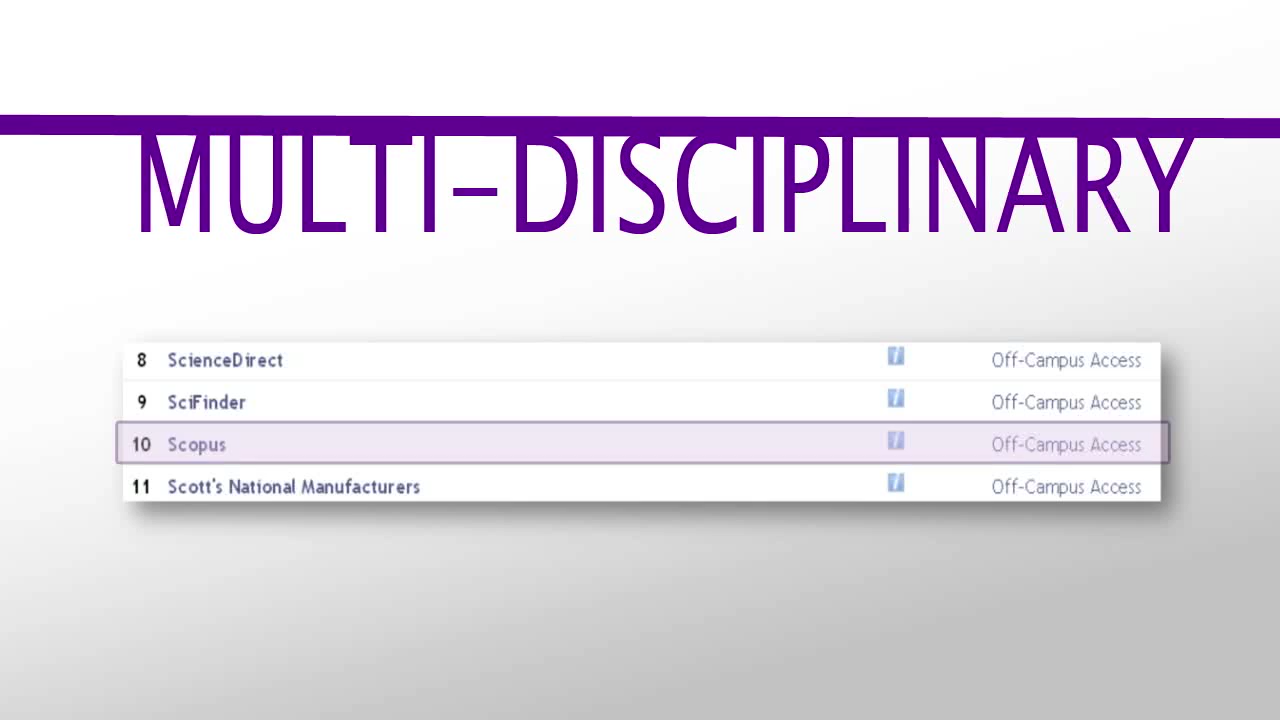 MULTI-DISCIPLINARY
8 ScienceDirect i Off-Campus Access
9 SciFinder i Off-Campus Access
10 Scopus i Off-Campus Access
11 Scott's National Manufacturers i Off-Campus Access